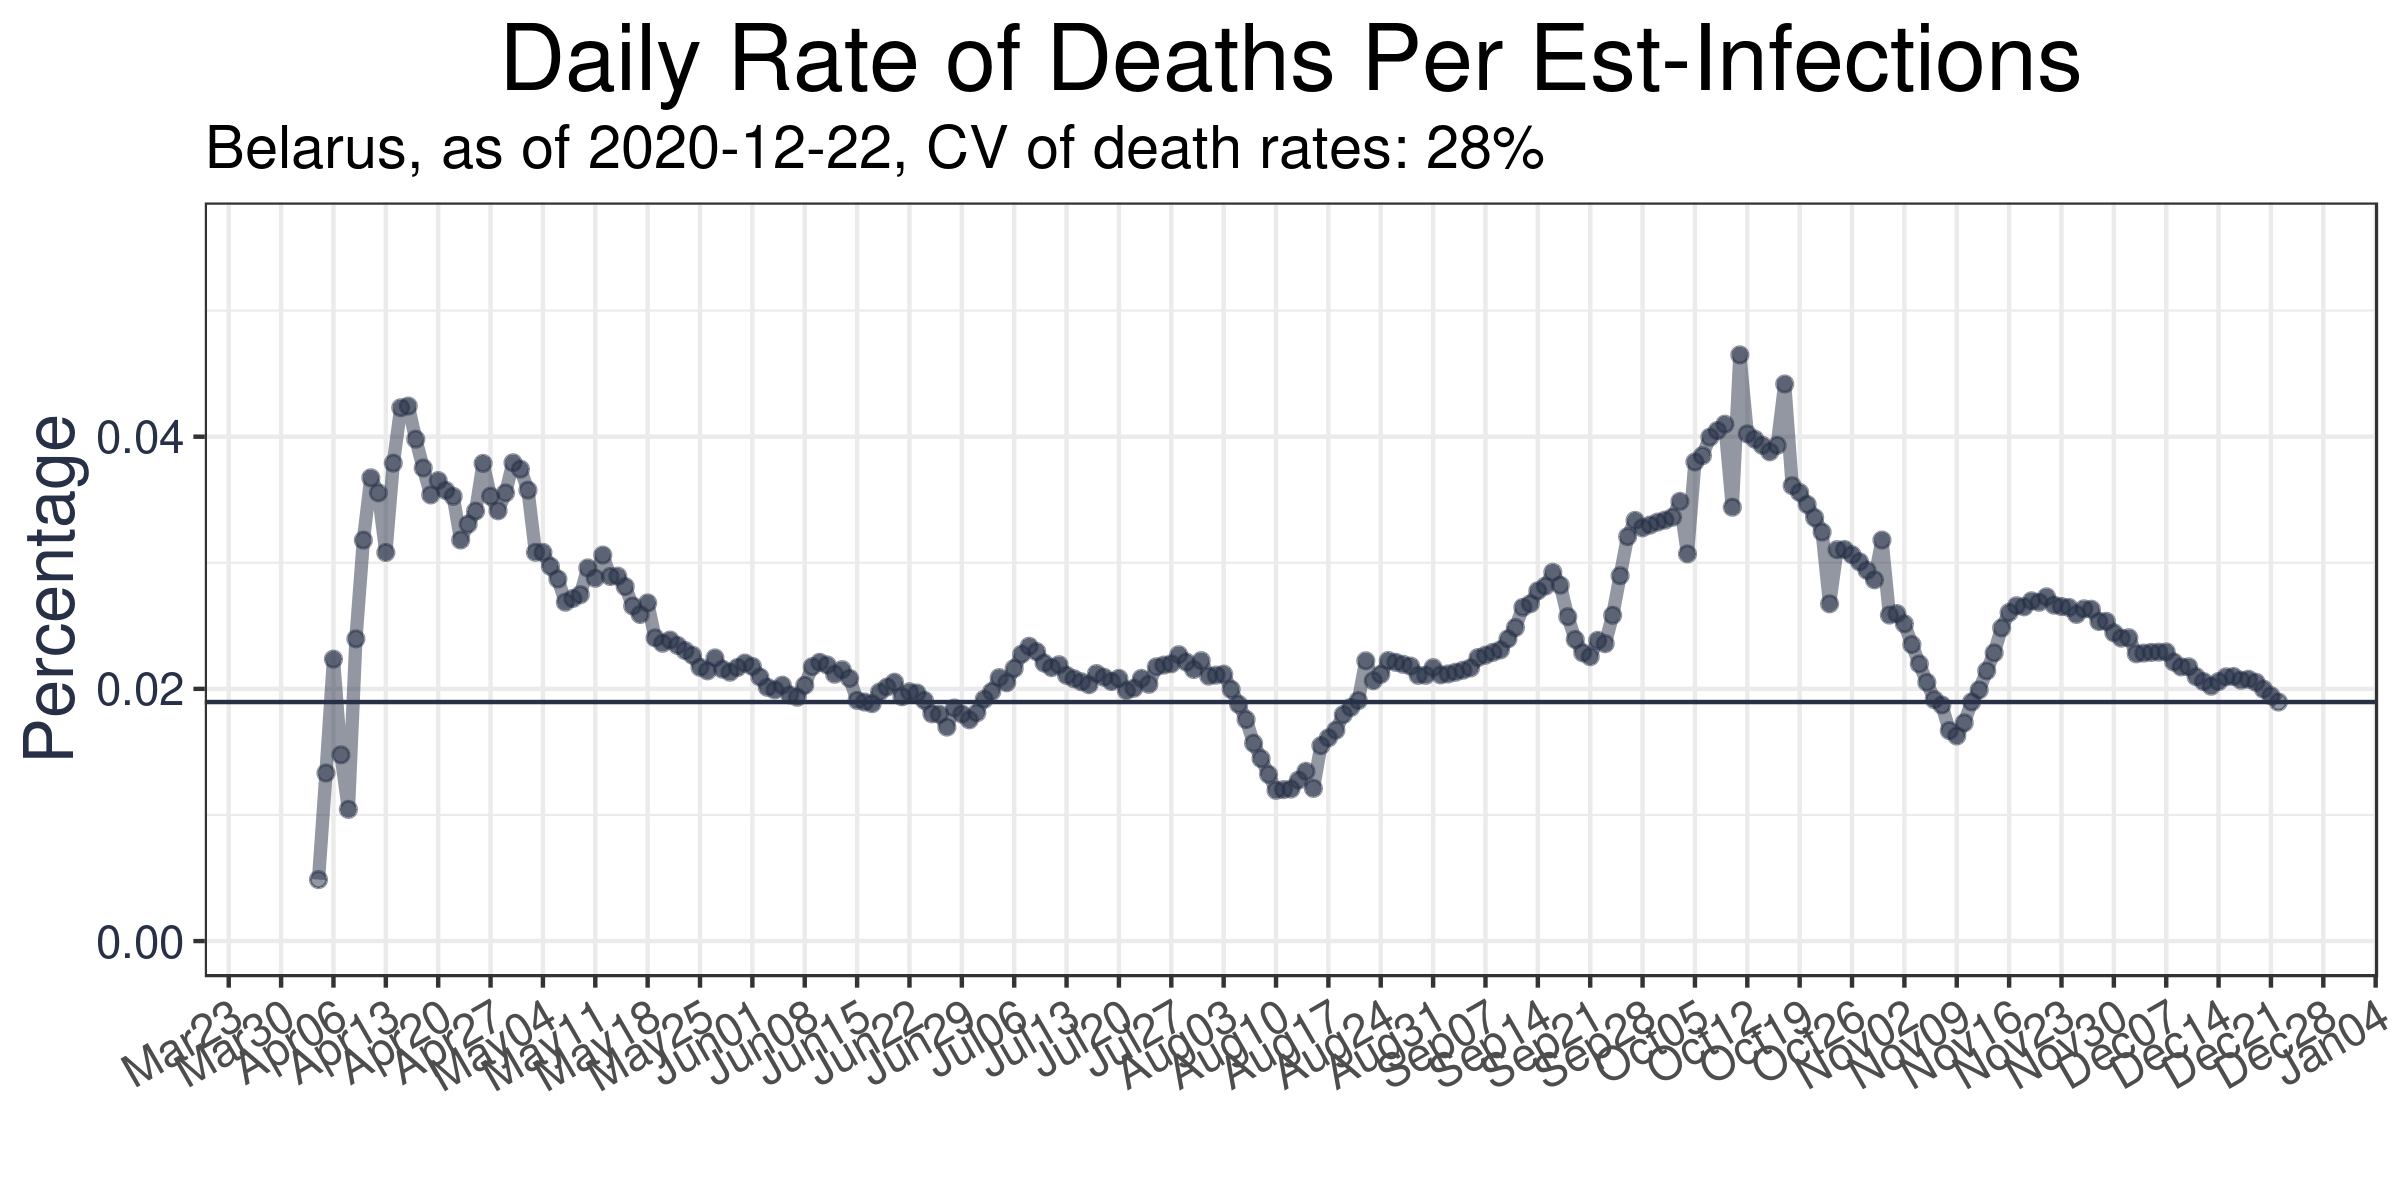 Daily Rate of Deaths Per Est-Infections
Belarus, as of 2020-12-22, CV of death rates: 28%
Percentage
0.04
0.02
0.00
Mar23 Mar30 Apr06 Apr13 Apr20 Apr27 May04 May11 May18 May25 Jun01 Jun08 Jun15 Jun22 Jun29 Jul06 Jul13 Jul20 Jul27 Aug03 Aug10 Aug17 Aug24 Aug31 Sep07 Sep14 Sep21 Sep28 Oct05 Oct12 Oct19 Oct26 Nov02 Nov09 Nov16 Nov23 Nov30 Dec07 Dec14 Dec21 Dec28 Jan04